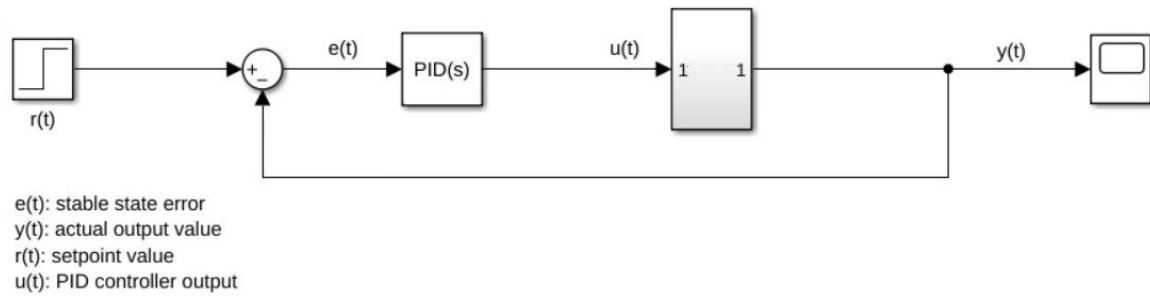 e(t)
u(t)
y(t)
+
−
PID(s)
1 1
r(t)
e(t): stable state error
y(t): actual output value
r(t): setpoint value
u(t): PID controller output